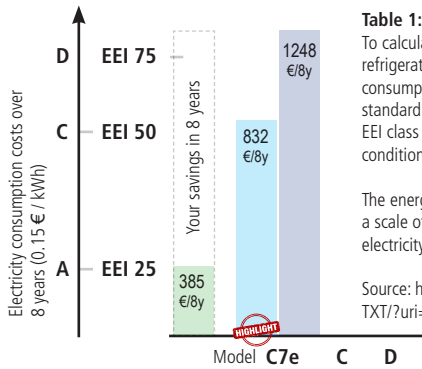 Electricity consumption costs over
8 years (0.15 € / kWh)
D EEI 75
C EEI 50
A EEI 25
Your savings in 8 years
385
€/8y
832
€/8y
1248
€/8y
HIGHLIGHT
Model C7e C D
Table 1:
To calcula
refrigerat
consump
standard
EEI class
condition
The energ
a scale o
electricity
Source: h
TXT/?uri=